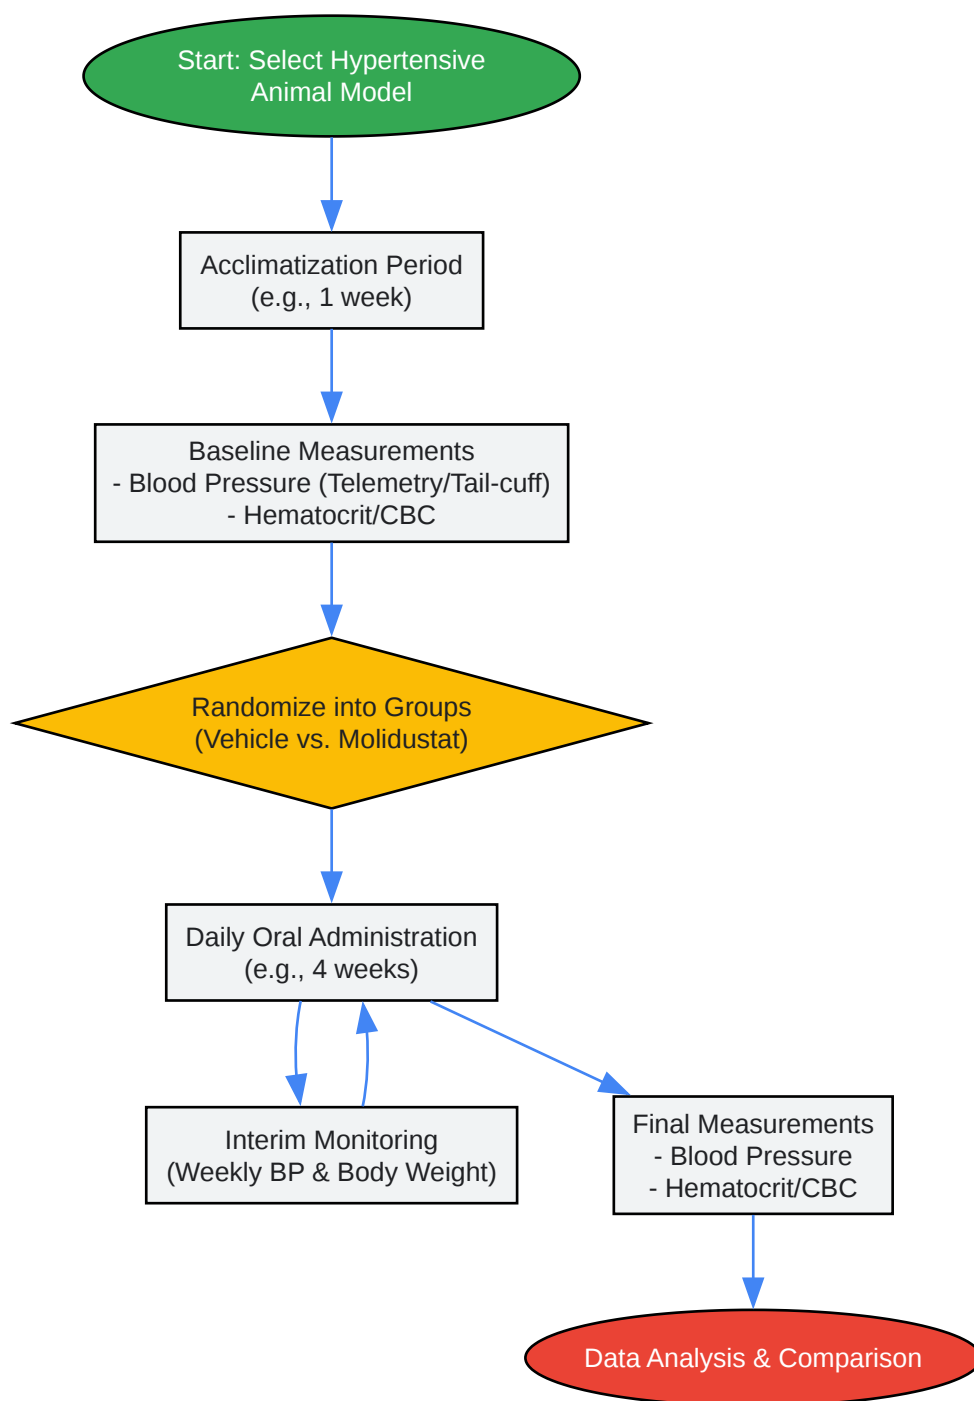 Start: Select Hypertensive
Animal Model
Acclimatization Period
(e.g., 1 week)
Baseline Measurements
- Blood Pressure (Telemetry/Tail-cuff)
- Hematocrit/CBC
Randomize into Groups
(Vehicle vs. Molidustat)
Daily Oral Administration
(e.g., 4 weeks)
Interim Monitoring
(Weekly BP & Body Weight)
Final Measurements
- Blood Pressure
- Hematocrit/CBC
Data Analysis & Comparison